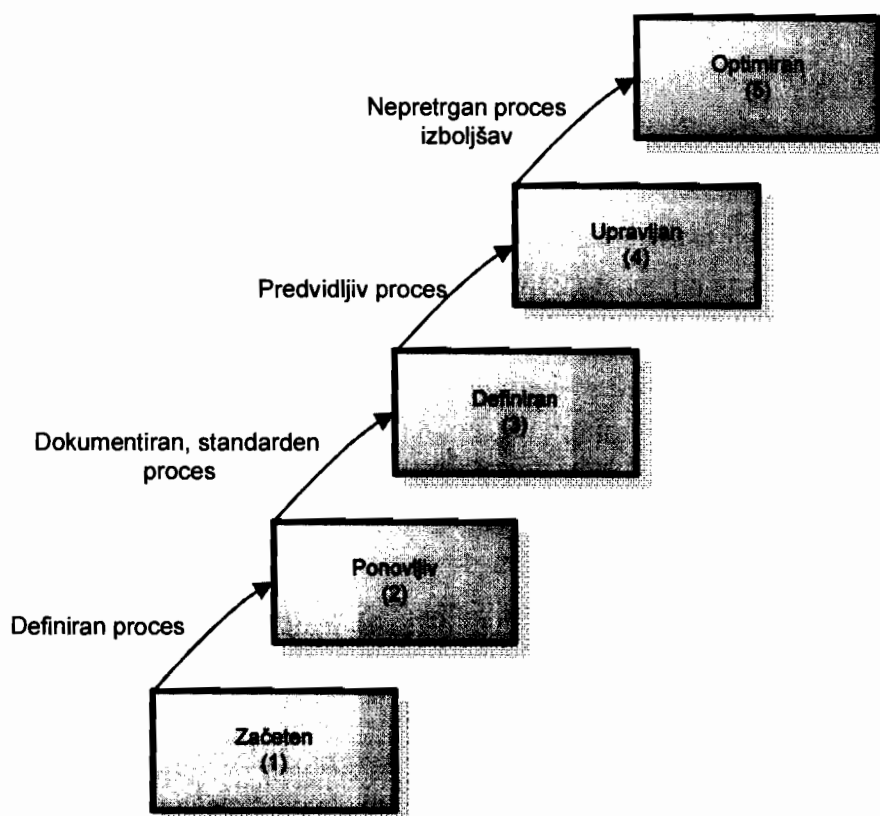 Optimiran
(5)
Nepretrgan proces
izboljšav
Upravljan
(4)
Predvidljiv proces
Definiran
(3)
Dokumentiran, standarden
proces
Ponovljiv
(2)
Definiran proces
Začeten
(1)